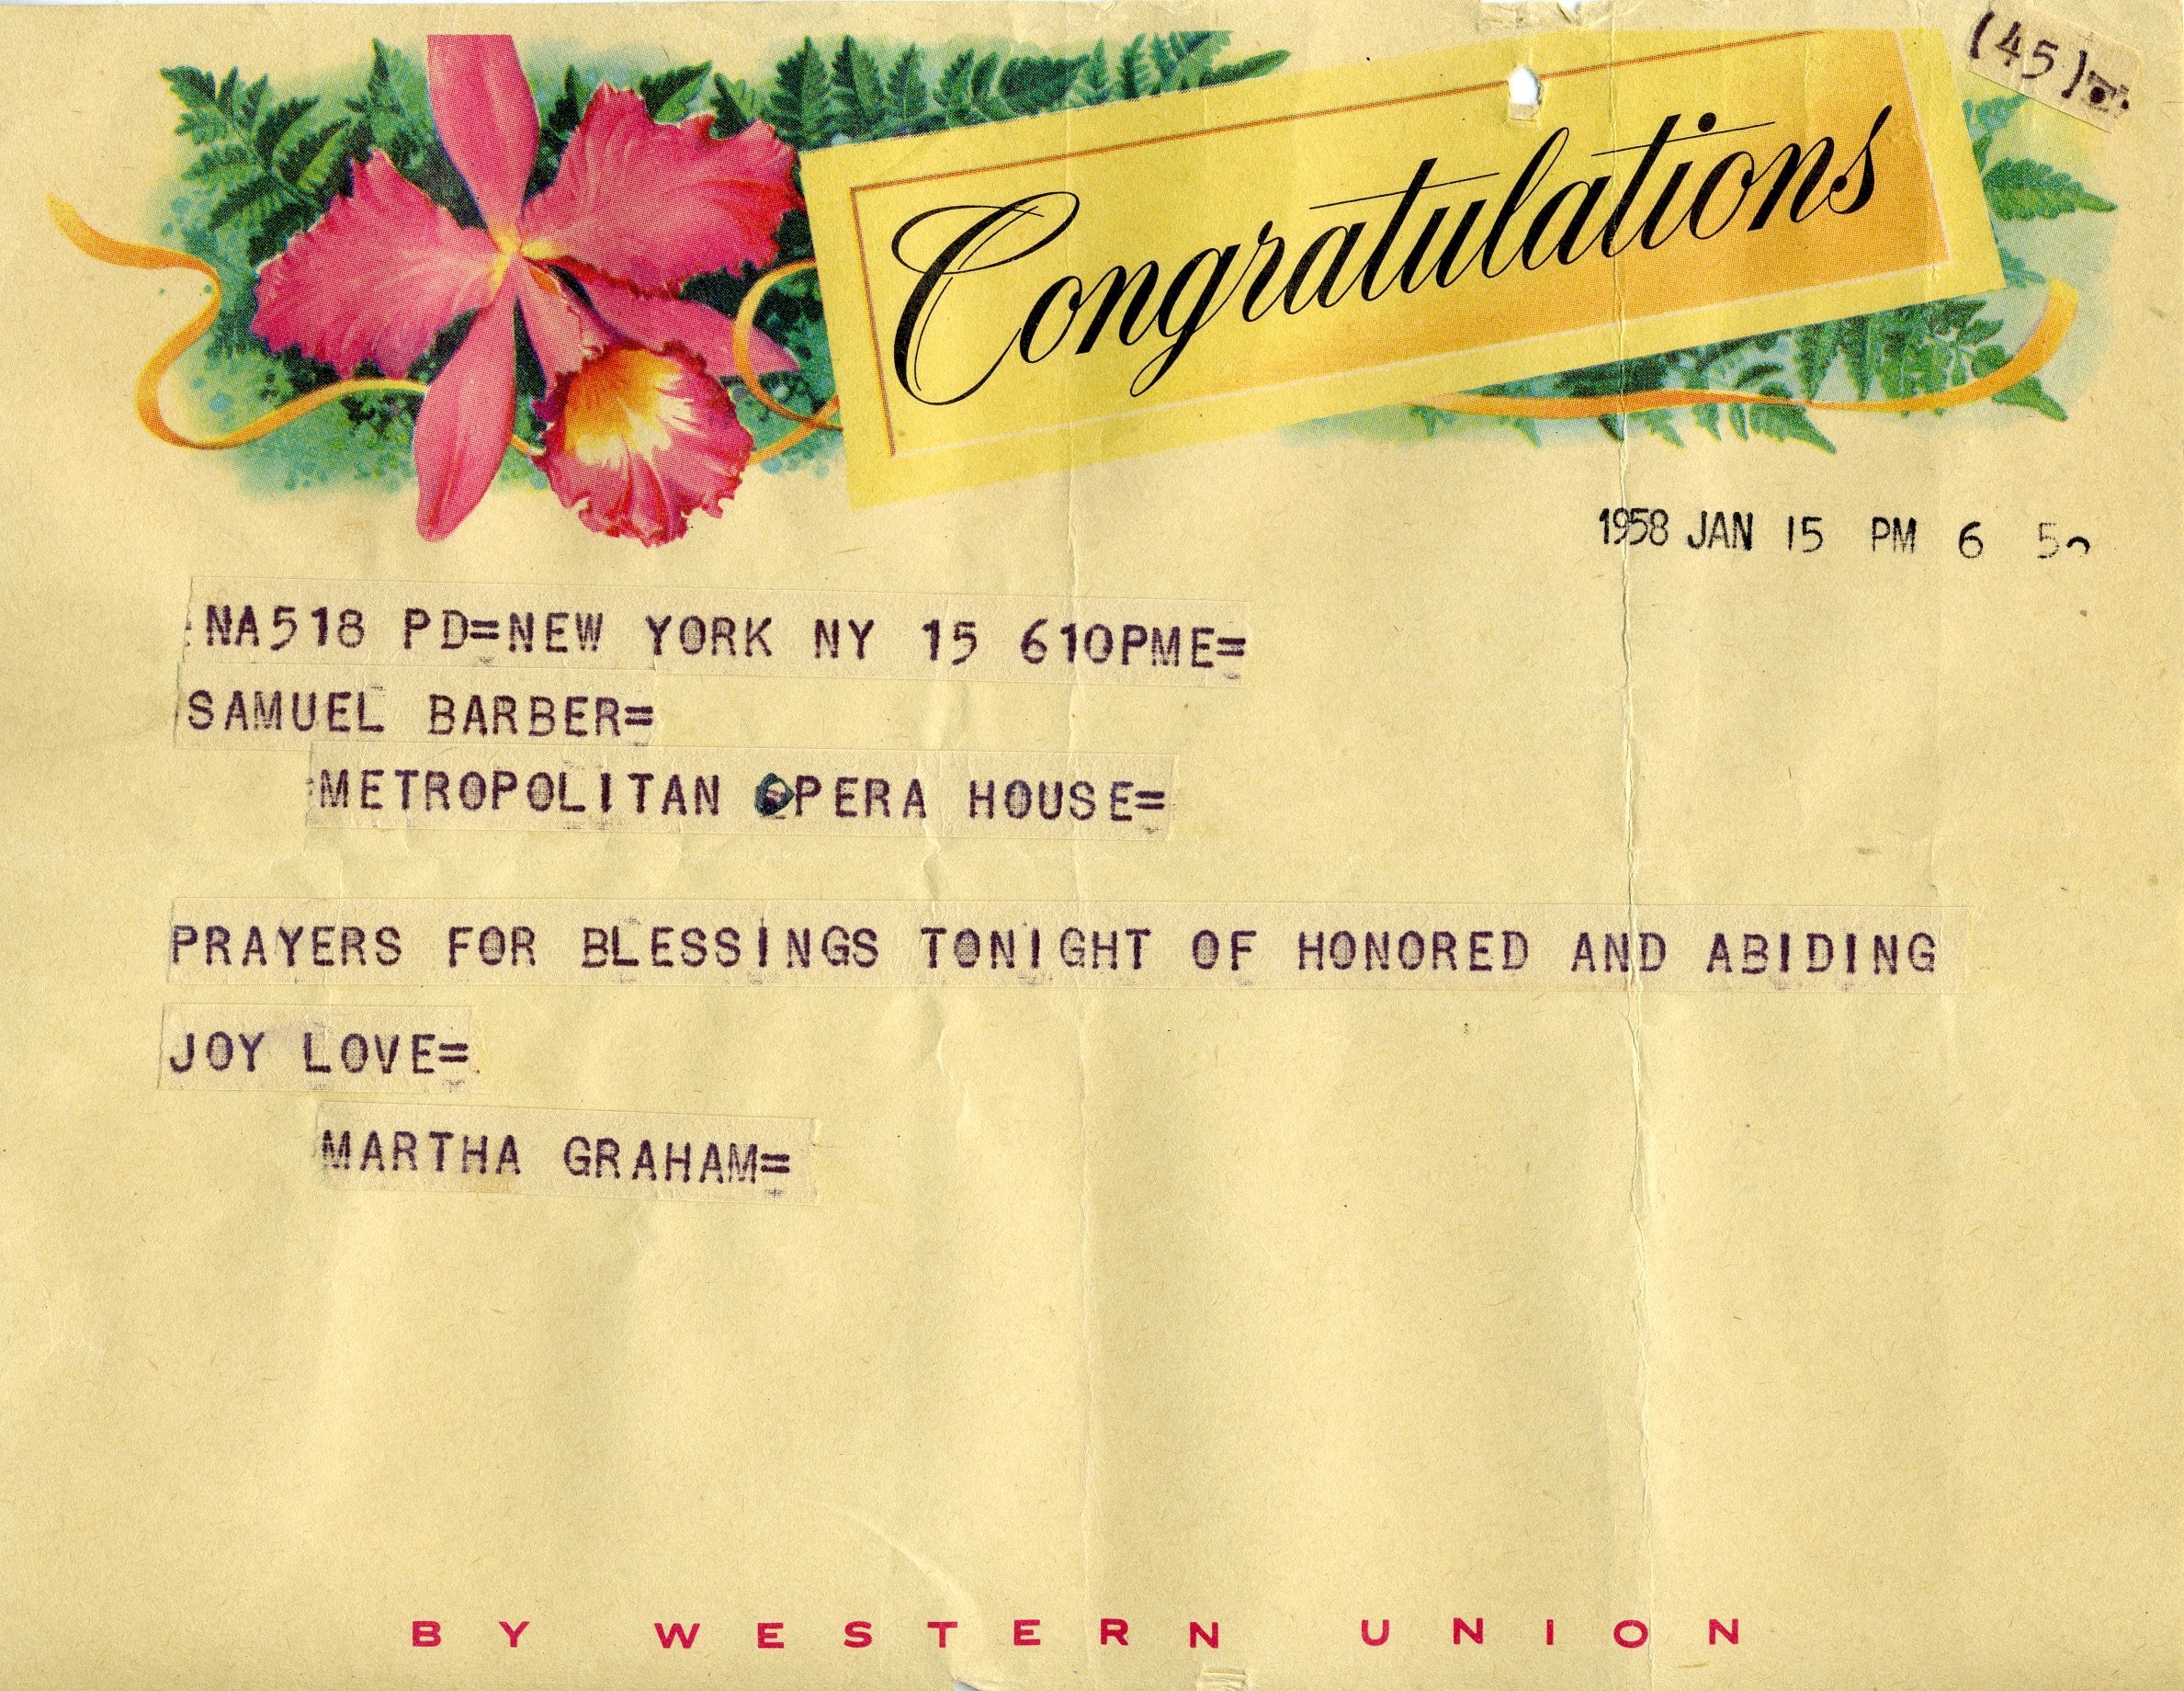 (45)
Congratulations
1958 JAN 15 PM 6
NA518 PD=NEW YORK NY 15 610PME=
SAMUEL BARBER=
METROPOLITAN OPERA HOUSE=
PRAYERS FOR BLESSINGS TONIGHT OF HONORED AND ABIDING
JOY LOVE=
MARTHA GRAHAM=
BY WESTERN UNION